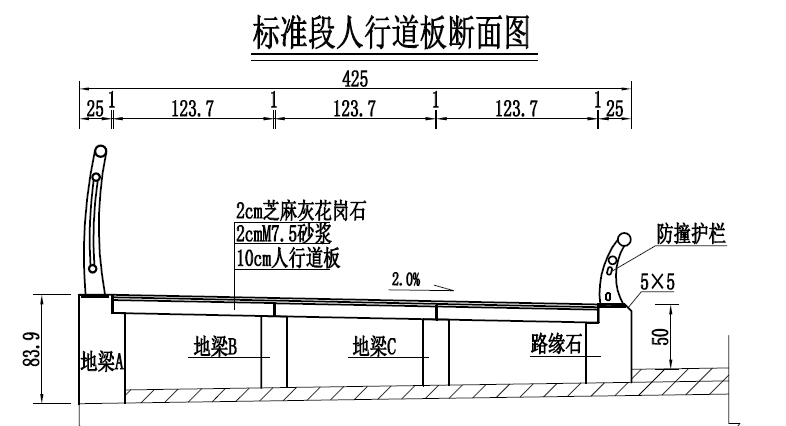 标准段人行道板断面图
425
25 1 123.7 1 123.7 1 123.7 1 25
2cm芝麻灰花岗石
2cmM7.5砂浆
10cm人行道板
防撞护栏
2.0%
5×5
83.9
地梁A
地梁B
地梁C
路缘石
50